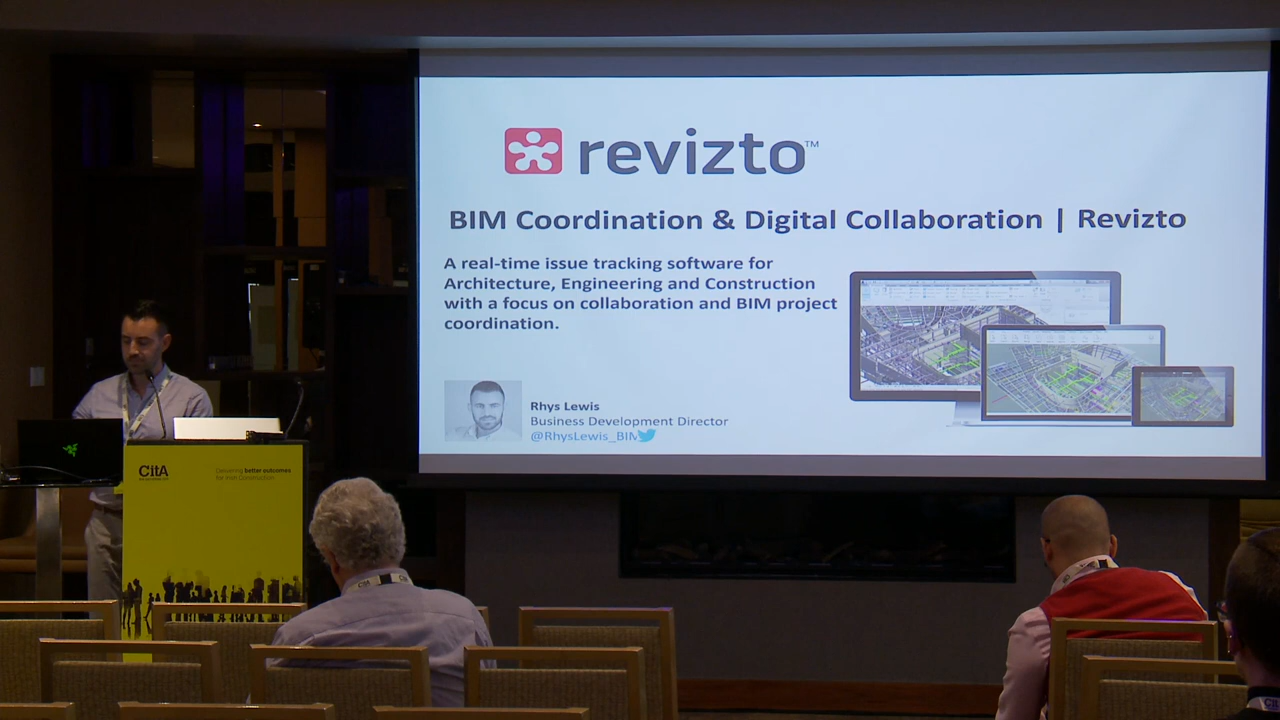 revizto™
BIM Coordination & Digital Collaboration | Revizto
A real-time issue tracking software for
Architecture, Engineering and Construction
with a focus on collaboration and BIM project
coordination.
Rhys Lewis
Business Development Director
@RhysLewis_BIM
CitA
Delivering better outcomes
for Irish Construction